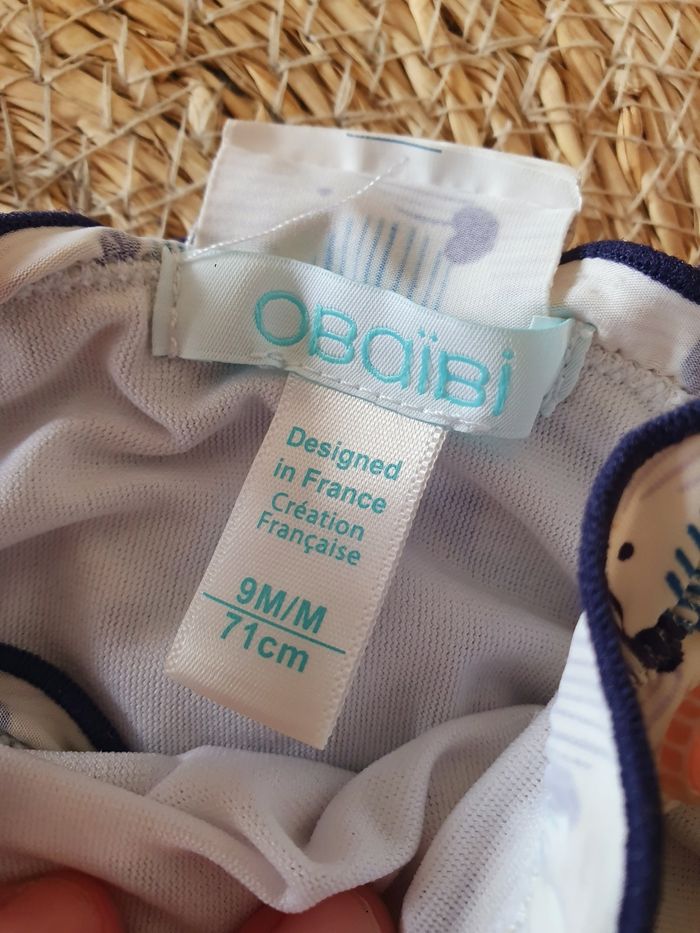 OBaïBi
Designed
in France
Création
Française
9M/M
71cm